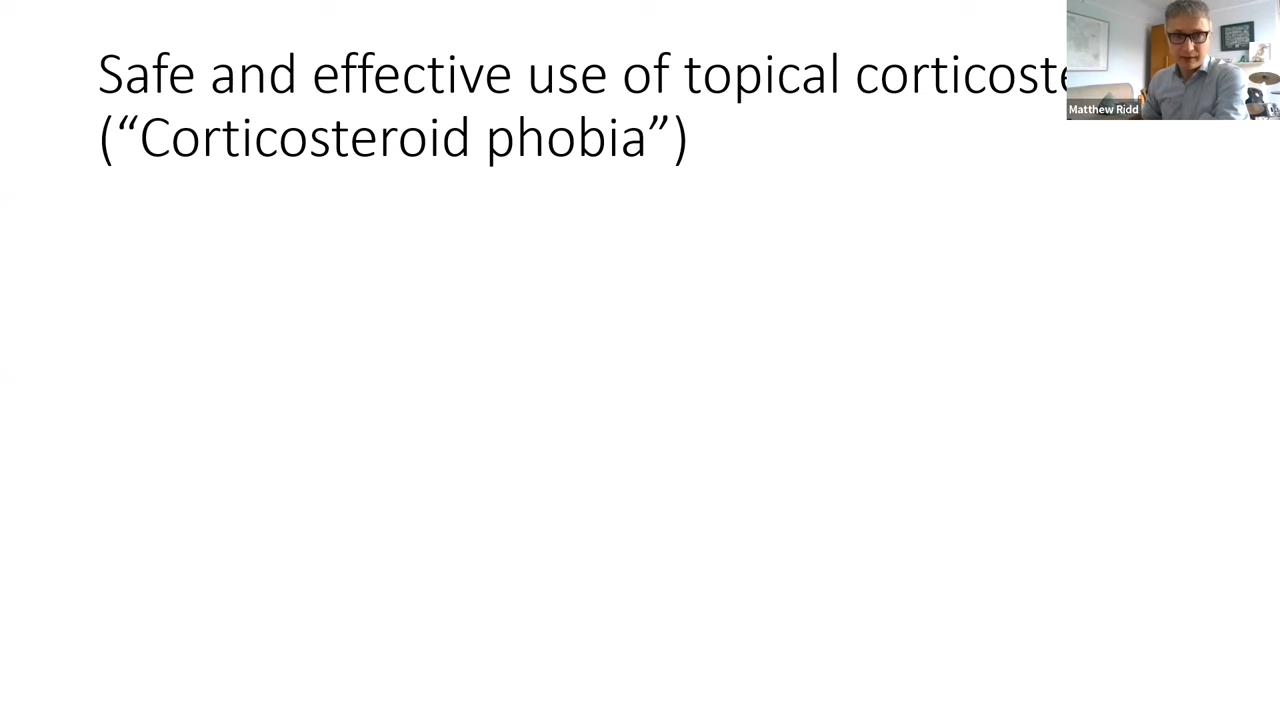 Safe and effective use of topical corticoste
(“Corticosteroid phobia”)
Matthew Ridd